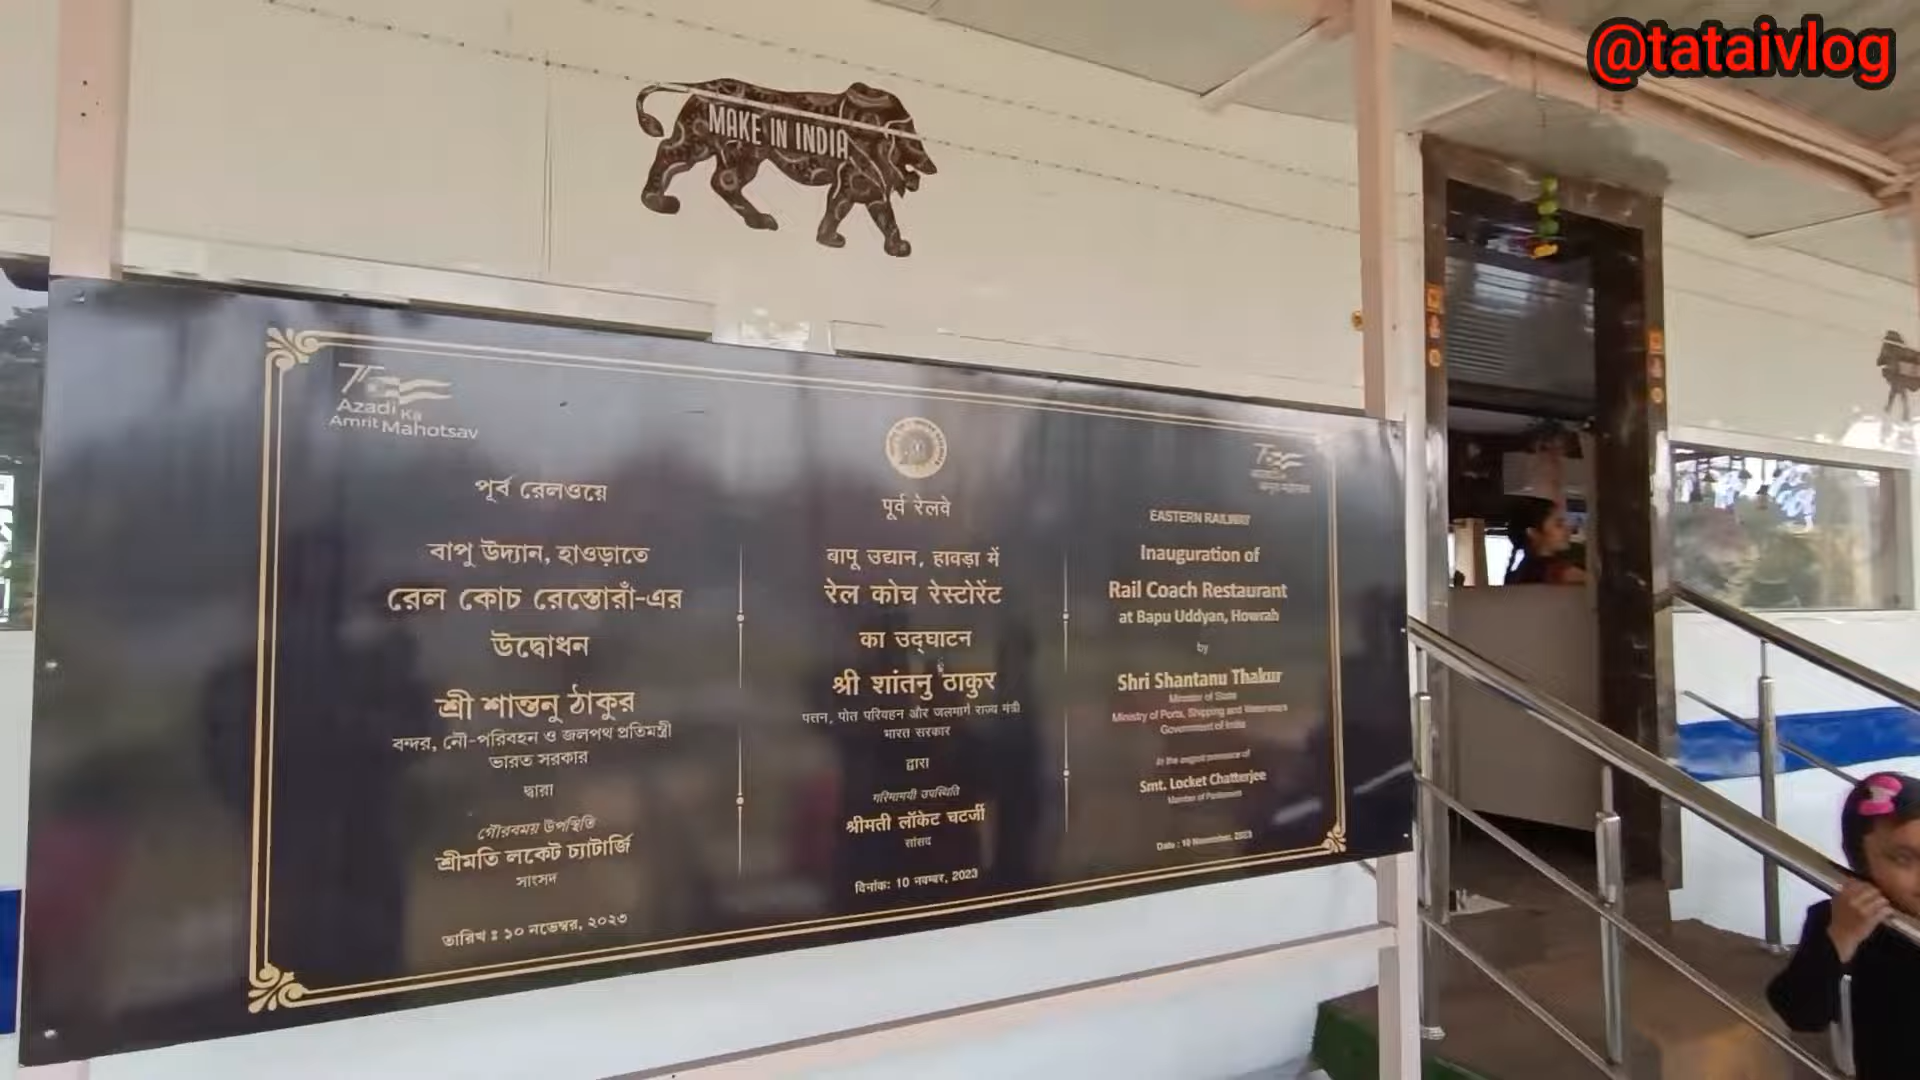 @tataivlog
MAKE IN INDIA
75
Azadi Ka
Amrit Mahotsav
পূর্ব রেলওয়ে
বাপু উদ্যান, হাওড়াতে
রেল কোচ রেস্তোরাঁ-এর
উদ্বোধন
শ্রী শান্তনু ঠাকুর
বন্দর, নৌ-পরিবহন ও জলপথ প্রতিমন্ত্রী
ভারত সরকার
দ্বারা
গৌরবময় উপস্থিতি
শ্রীমতি লকেট চ্যাটার্জি
সাংসদ
তারিখ ঃ ১০ নভেম্বর, ২০২৩
पूर्व रेलवे
बापू उद्यान, हावड़ा में
रेल कोच रेस्टोरेंट
का उद्घाटन
श्री शांतनु ठाकुर
पत्तन, पोत परिवहन और जलमार्ग राज्य मंत्री
भारत सरकार
द्वारा
गरिमामयी उपस्थिति
श्रीमती लॉकेट चटर्जी
सांसद
दिनांक: 10 नवम्बर, 2023
EASTERN RAILWAY
Inauguration of
Rail Coach Restaurant
at Bapu Uddyan, Howrah
by
Shri Shantanu Thakur
Minister of State
Ministry of Ports, Shipping and Waterways
Government of India
in the august presence of
Smt. Locket Chatterjee
Member of Parliament
Date : 10 November, 2023